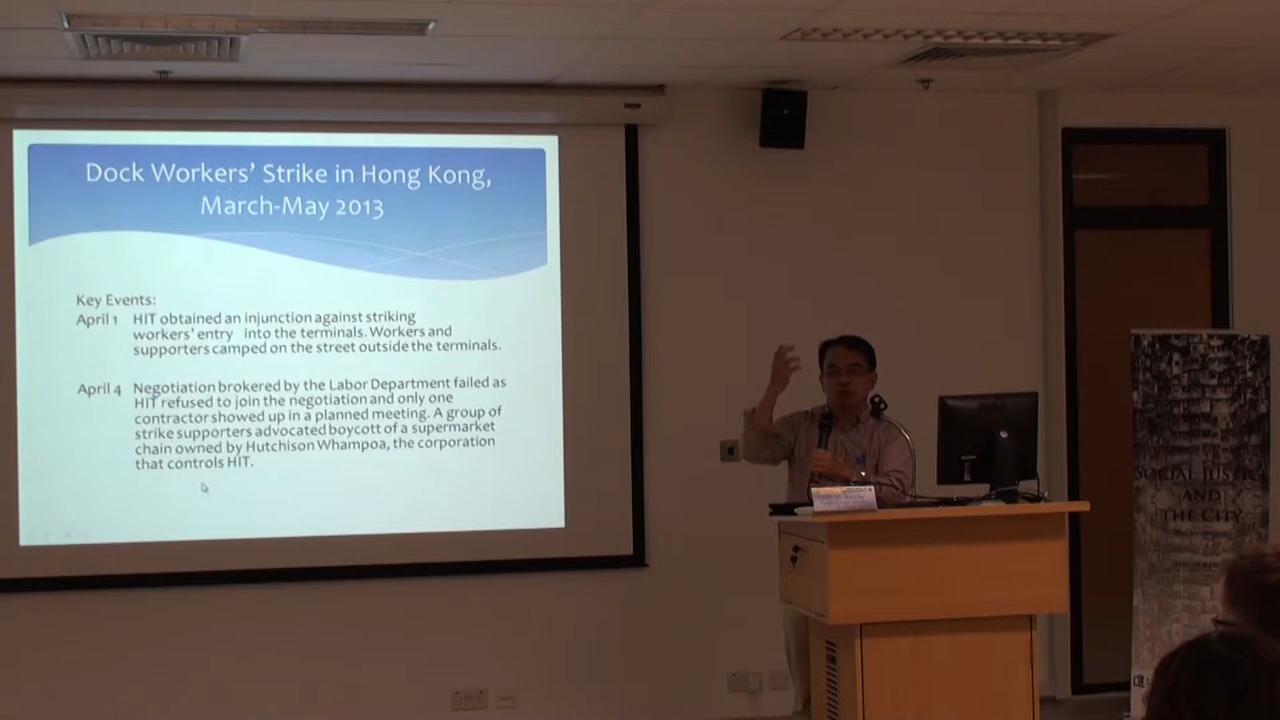 Dock Workers' Strike in Hong Kong,
March-May 2013
Key Events:
April 1 HIT obtained an injunction against striking
workers' entry into the terminals. Workers and
supporters camped on the street outside the terminals.
April 4 Negotiation brokered by the Labor Department failed as
HIT refused to join the negotiation and only one
contractor showed up in a planned meeting. A group of
strike supporters advocated boycott of a supermarket
chain owned by Hutchison Whampoa, the corporation
that controls HIT.
SOCIAL JUSTICE
AND
THE CITY